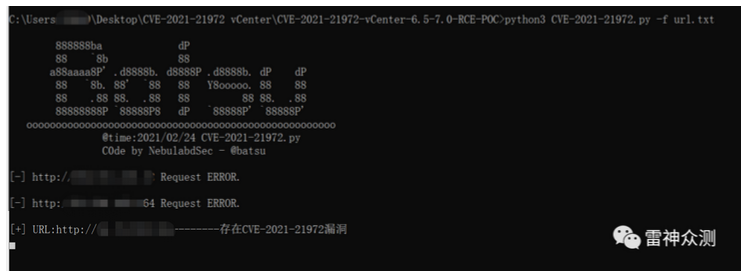 C:\Users\ \Desktop\CVE-2021-21972 vCenter\CVE-2021-21972-vCenter-6.5-7.0-RCE-POC>python3 CVE-2021-21972.py -f url.txt
888888ba dP
88 `8b 88
a88aaaa8P' .d8888b. d8888P .d8888b. dP dP
88 `8b. 88' `88 88 Y8ooooo. 88 88
88 .88 88. .88 88 88 88. .88
88888888P `88888P8 dP `88888P' `88888P'
ooooooooooooooooooooooooooooooooooooooooooooooooooooo
@time:2021/02/24 CVE-2021-21972.py
C0de by NebulabdSec - @batsu
[-] http:/ Request ERROR.
[-] http: 64 Request ERROR.
[+] URL:http:// --------存在CVE-2021-21972漏洞
雷神众测